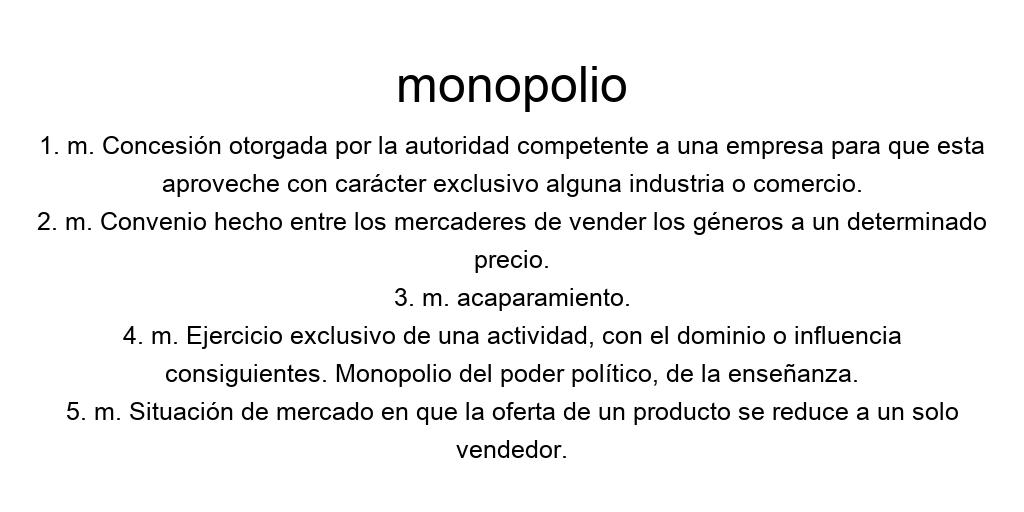 monopolio
1. m. Concesión otorgada por la autoridad competente a una empresa para que esta
aproveche con carácter exclusivo alguna industria o comercio.
2. m. Convenio hecho entre los mercaderes de vender los géneros a un determinado
precio.
3. m. acaparamiento.
4. m. Ejercicio exclusivo de una actividad, con el dominio o influencia
consiguientes. Monopolio del poder político, de la enseñanza.
5. m. Situación de mercado en que la oferta de un producto se reduce a un solo
vendedor.